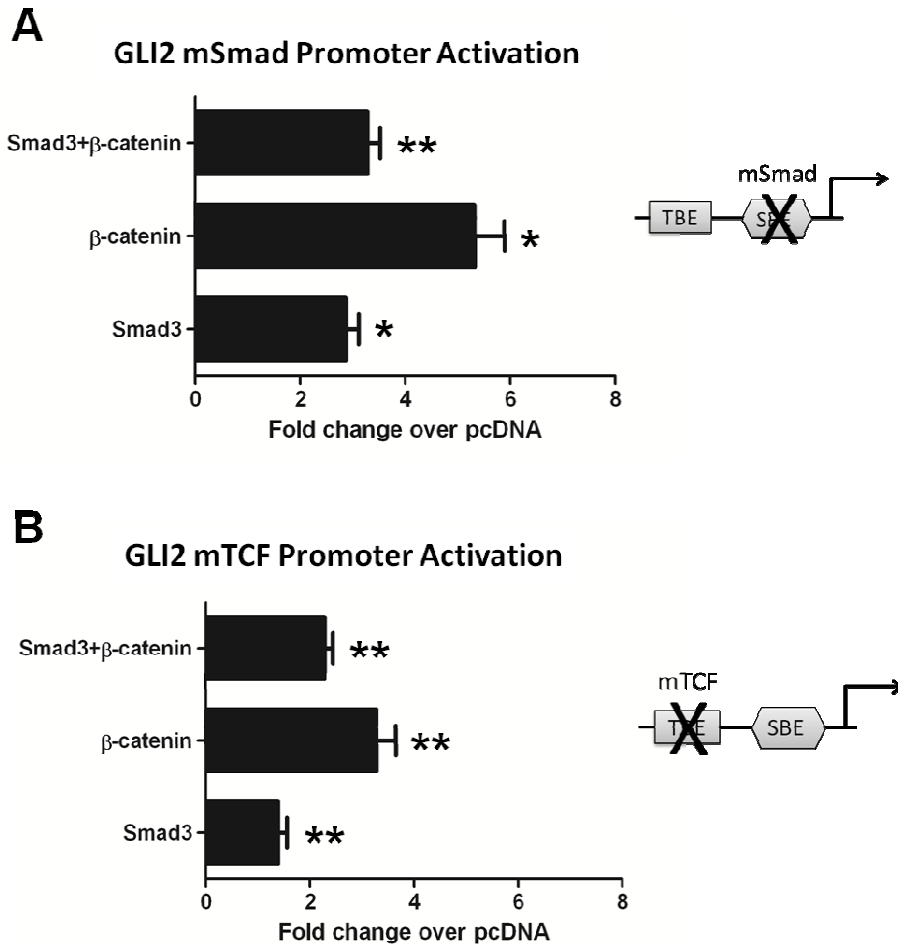 A
GLI2 mSmad Promoter Activation
Smad3+β-catenin
**
β-catenin
*
Smad3
*
0 2 4 6 8
Fold change over pcDNA
mSmad
TBE
SBE
B
GLI2 mTCF Promoter Activation
Smad3+β-catenin
**
β-catenin
**
Smad3
**
0 2 4 6 8
Fold change over pcDNA
mTCF
TBE
SBE